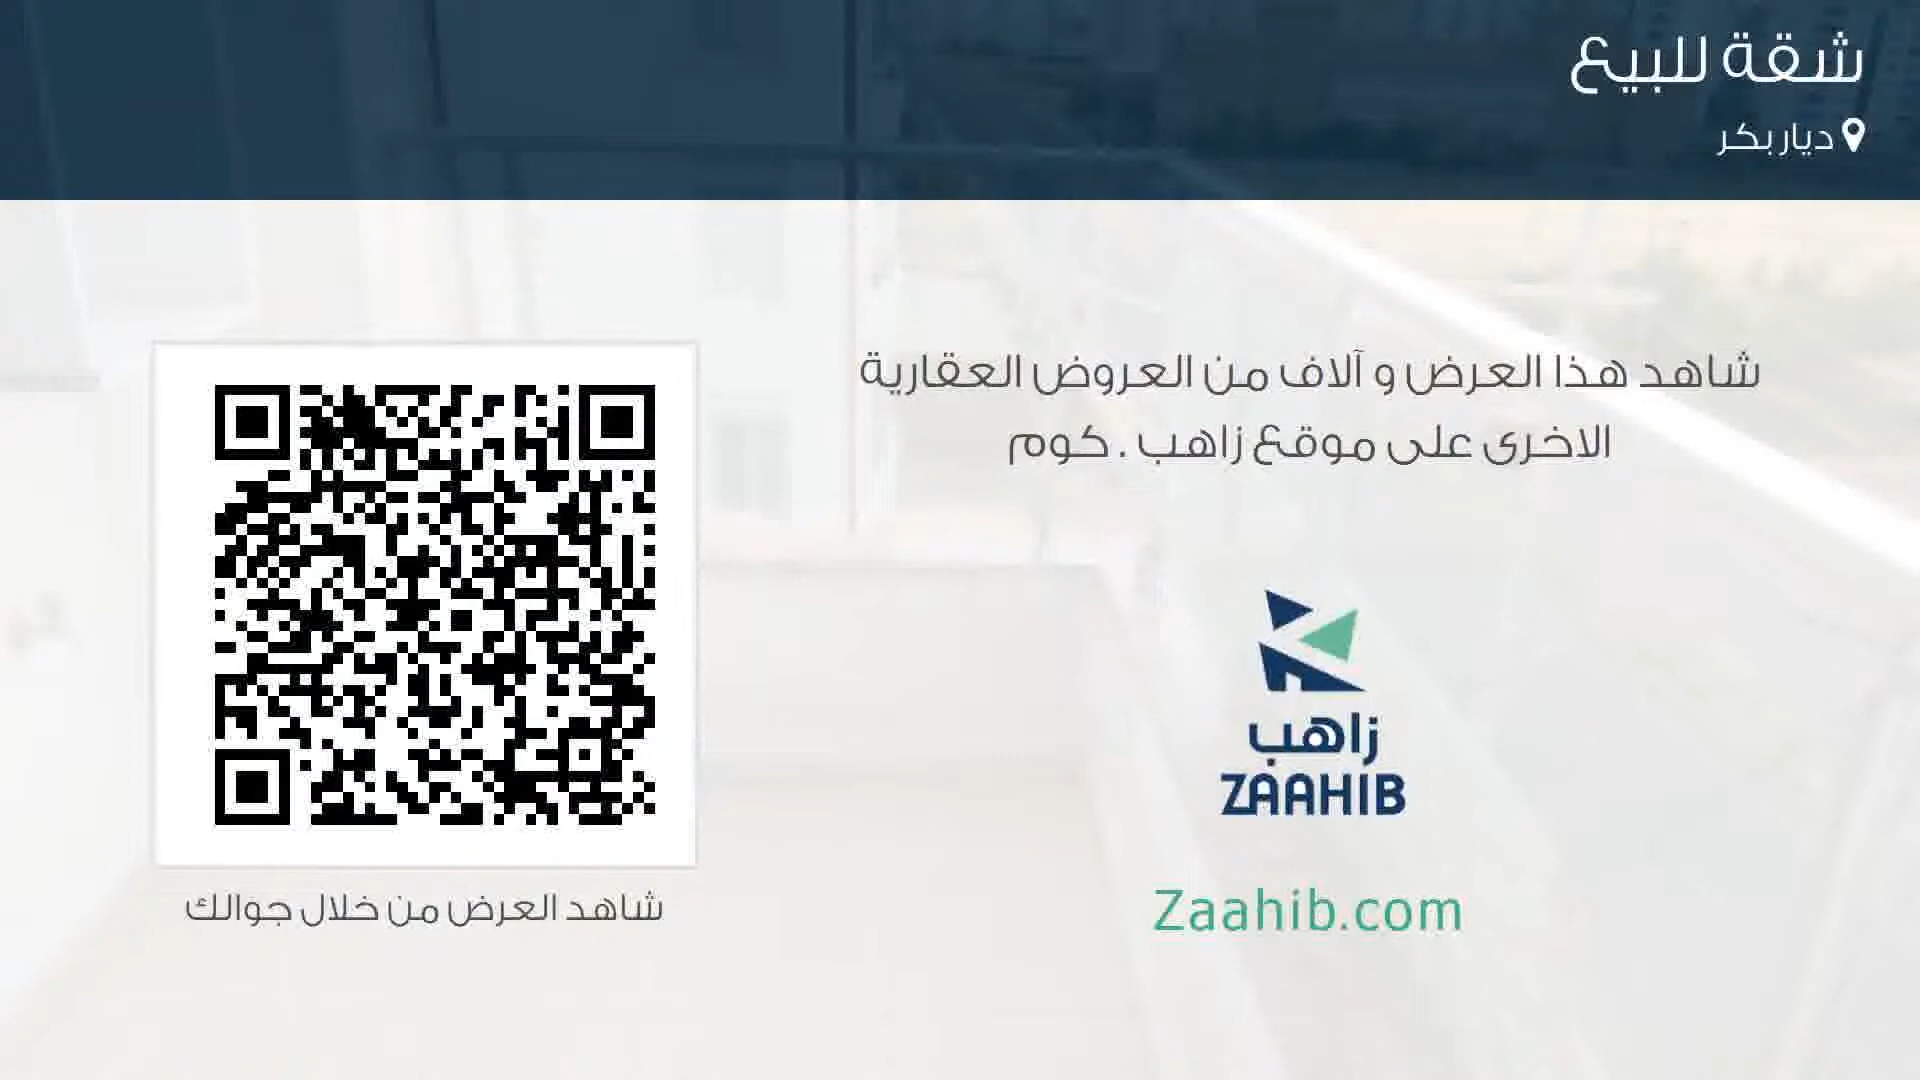 شقة للبيع
ديار بكر
شاهد هذا العرض و آلاف من العروض العقارية
الاخرى على موقع زاهب . كوم
زاهب
ZAAHIB
Zaahib.com
شاهد العرض من خلال جوالك